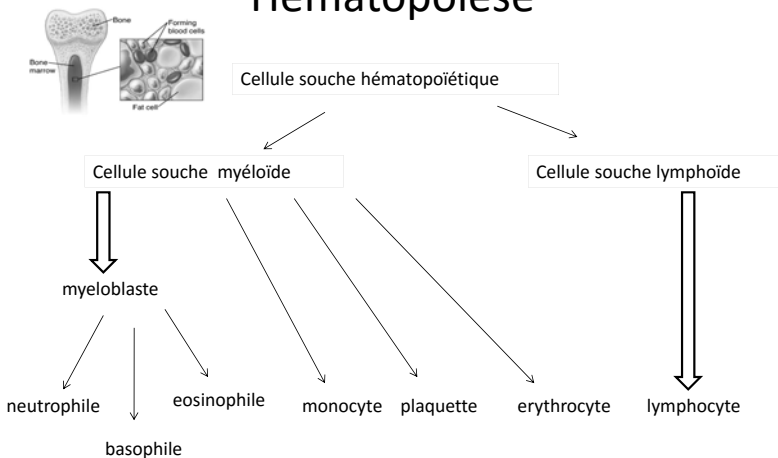 Hématopoïèse
Bone
Forming
blood cells
Bone
marrow
Fat cell
Cellule souche hématopoïétique
Cellule souche myéloïde
Cellule souche lymphoïde
myeloblaste
neutrophile
basophile
eosinophile
monocyte
plaquette
erythrocyte
lymphocyte